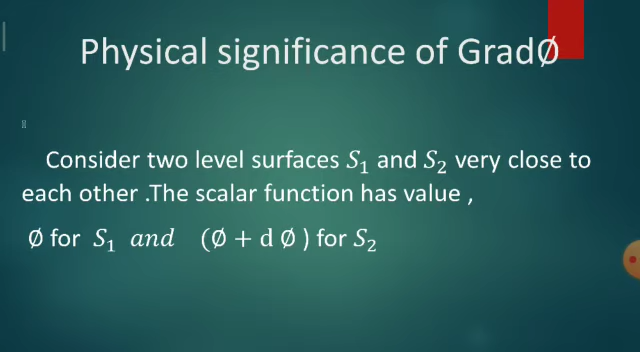 Physical significance of GradØ
Consider two level surfaces S₁ and S₂ very close to
each other .The scalar function has value ,
Ø for S₁ and (Ø + d Ø ) for S₂